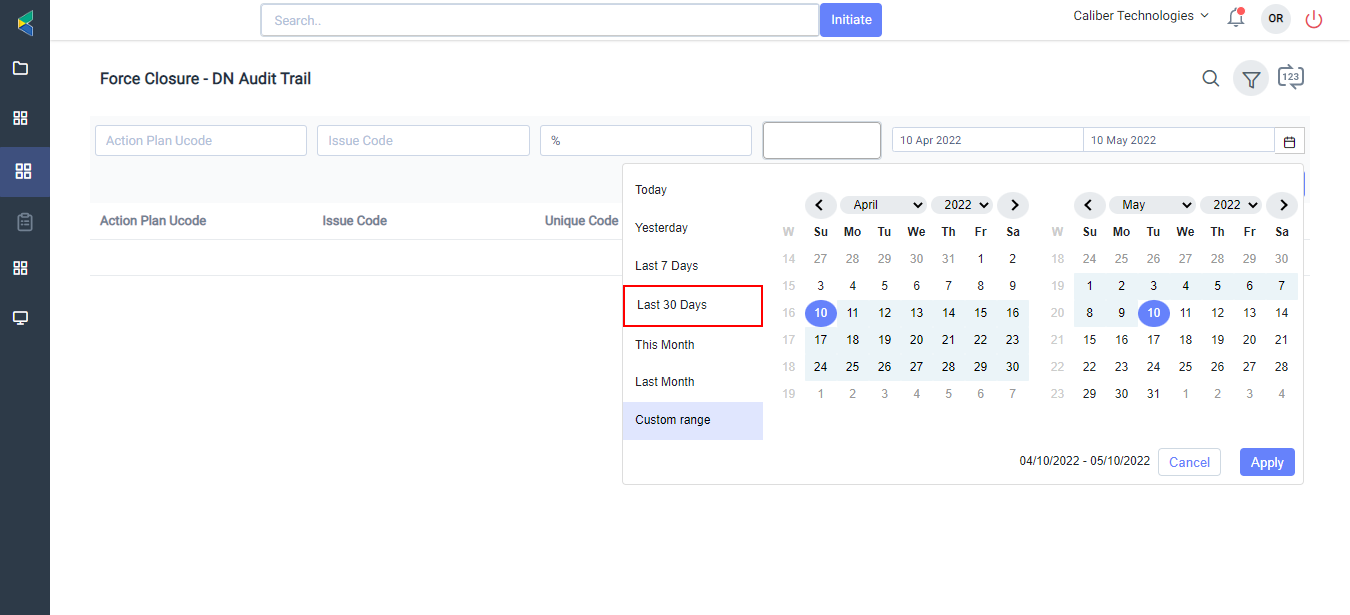 Search..
Initiate
Caliber Technologies
OR
Force Closure - DN Audit Trail
123
Action Plan Ucode
Issue Code
%
10 Apr 2022
10 May 2022
Action Plan Ucode
Issue Code
Unique Code
Today
Yesterday
Last 7 Days
Last 30 Days
This Month
Last Month
Custom range
April 2022
W Su Mo Tu We Th Fr Sa
14 27 28 29 30 31 1 2
15 3 4 5 6 7 8 9
16 10 11 12 13 14 15 16
17 17 18 19 20 21 22 23
18 24 25 26 27 28 29 30
19 1 2 3 4 5 6 7
May 2022
W Su Mo Tu We Th Fr Sa
18 24 25 26 27 28 29 30
19 1 2 3 4 5 6 7
20 8 9 10 11 12 13 14
21 15 16 17 18 19 20 21
22 22 23 24 25 26 27 28
23 29 30 31 1 2 3 4
04/10/2022 - 05/10/2022
Cancel
Apply